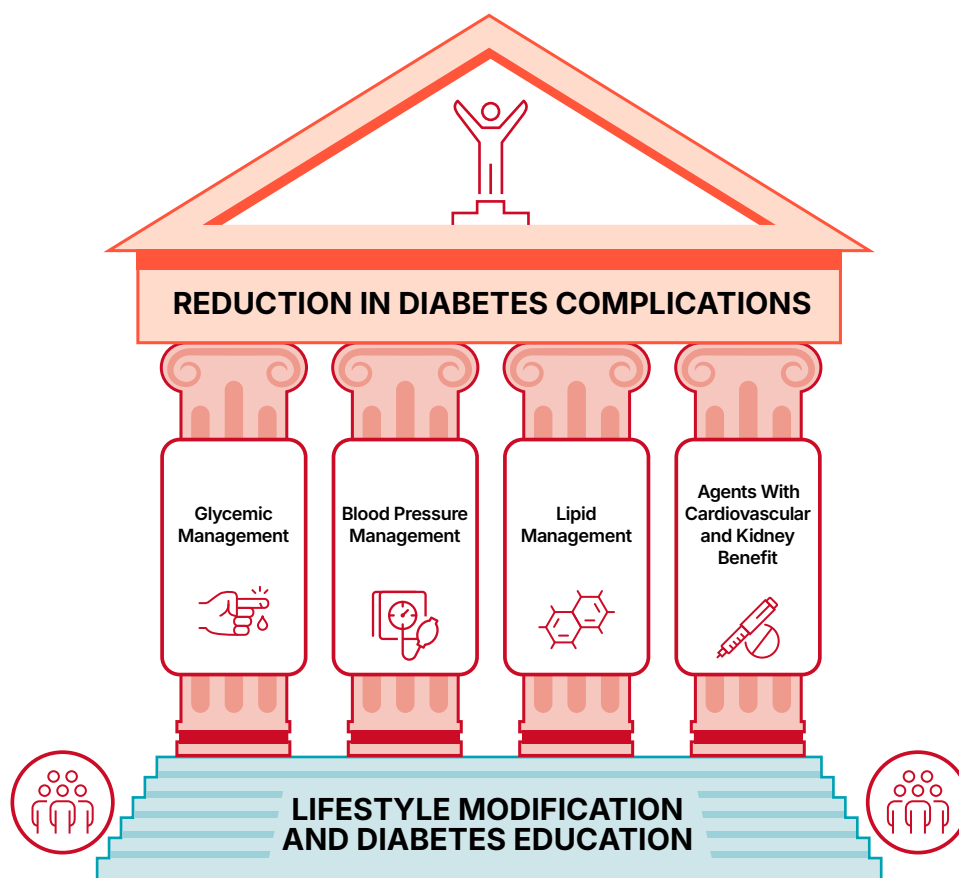 REDUCTION IN DIABETES COMPLICATIONS
Glycemic
Management
Blood Pressure
Management
Lipid
Management
Agents With
Cardiovascular
and Kidney
Benefit
LIFESTYLE MODIFICATION
AND DIABETES EDUCATION